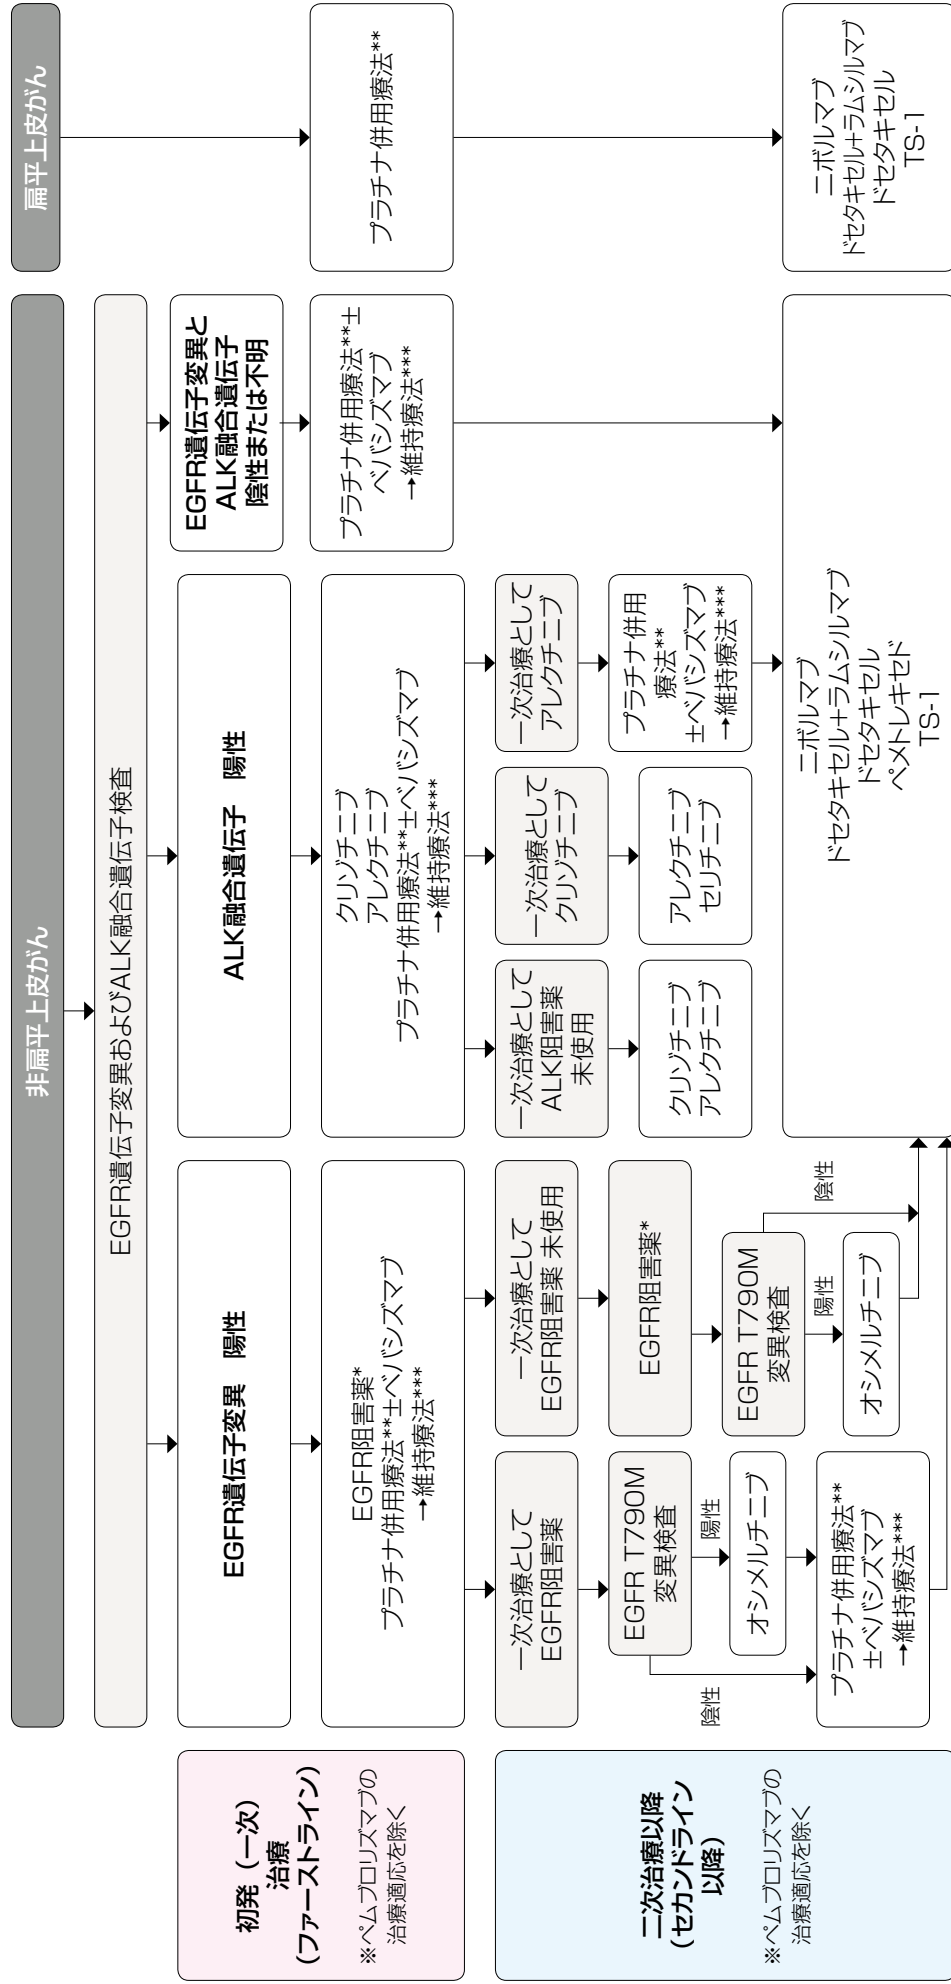 非扁平上皮がん
扁平上皮がん
EGFR遺伝子変異およびALK融合遺伝子検査
初発（一次）
治療
（ファーストライン）
※ペムブロリズマブの
治療適応を除く
EGFR遺伝子変異　陽性
ALK融合遺伝子　陽性
EGFR遺伝子変異と
ALK融合遺伝子
陰性または不明
EGFR阻害薬*
プラチナ併用療法**±ベバシズマブ
→維持療法***
クリゾチニブ
アレクチニブ
プラチナ併用療法**±ベバシズマブ
→維持療法***
プラチナ併用療法**±
ベバシズマブ
→維持療法***
プラチナ併用療法**
二次治療以降
（セカンドライン
以降）
※ペムブロリズマブの
治療適応を除く
一次治療として
EGFR阻害薬
EGFR T790M
変異検査
陰性
陽性
オシメルチニブ
プラチナ併用療法**
±ベバシズマブ
→維持療法***
一次治療として
EGFR阻害薬 未使用
EGFR阻害薬*
EGFR T790M
変異検査
陽性
陰性
オシメルチニブ
一次治療として
ALK阻害薬
未使用
クリゾチニブ
アレクチニブ
一次治療として
クリゾチニブ
アレクチニブ
セリチニブ
一次治療として
アレクチニブ
プラチナ併用
療法**
±ベバシズマブ
→維持療法***
ニボルマブ
ドセタキセル+ラムシルマブ
ドセタキセル
ペメトレキセド
TS-1
ニボルマブ
ドセタキセル+ラムシルマブ
ドセタキセル
TS-1